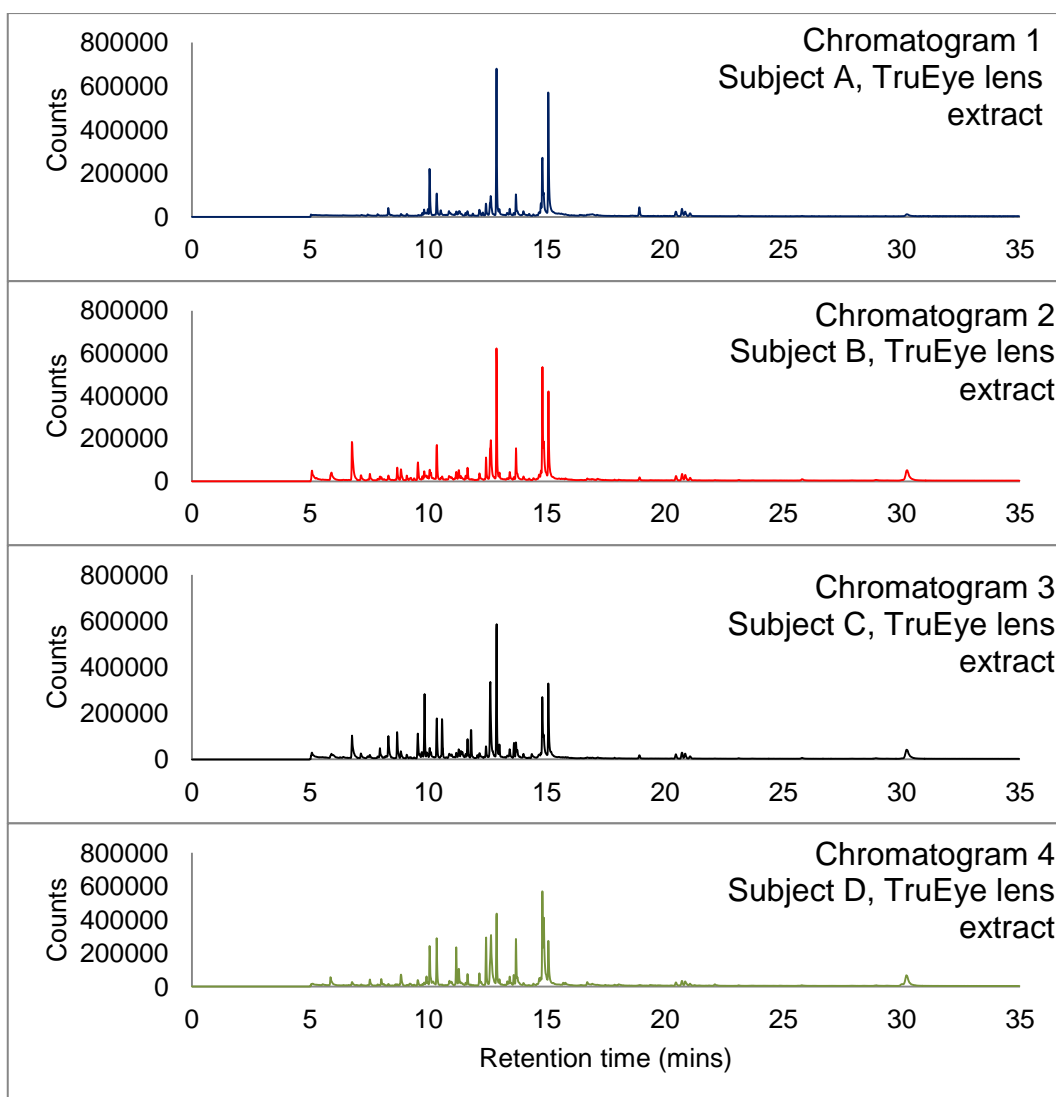 Chromatogram 1
Subject A, TruEye lens
extract
Counts
800000
600000
400000
200000
0
0 5 10 15 20 25 30 35
Chromatogram 2
Subject B, TruEye lens
extract
Counts
800000
600000
400000
200000
0
0 5 10 15 20 25 30 35
Chromatogram 3
Subject C, TruEye lens
extract
Counts
800000
600000
400000
200000
0
0 5 10 15 20 25 30 35
Chromatogram 4
Subject D, TruEye lens
extract
Counts
800000
600000
400000
200000
0
0 5 10 15 20 25 30 35
Retention time (mins)